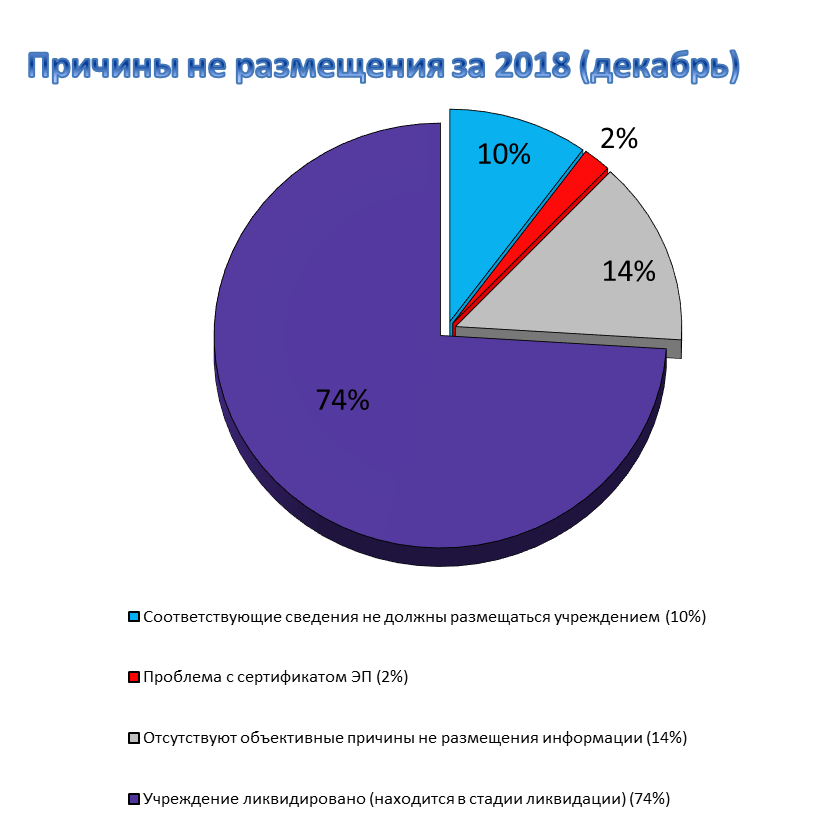 Причины не размещения за 2018 (декабрь)
10%
2%
14%
74%
Соответствующие сведения не должны размещаться учреждением (10%)
Проблема с сертификатом ЭП (2%)
Отсутствуют объективные причины не размещения информации (14%)
Учреждение ликвидировано (находится в стадии ликвидации) (74%)